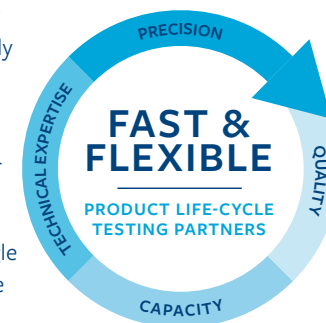 PRECISION
TECHNICAL EXPERTISE
FAST &
FLEXIBLE
QUALITY
PRODUCT LIFE-CYCLE
TESTING PARTNERS
CAPACITY